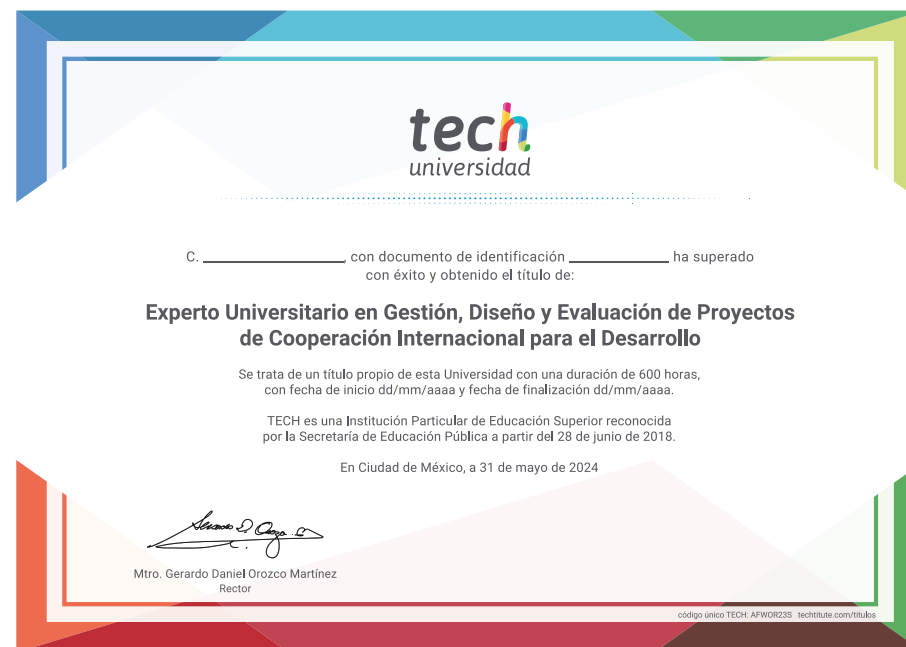 tech
universidad
C. ____________, con documento de identificación ____________ ha superado
con éxito y obtenido el título de:
Experto Universitario en Gestión, Diseño y Evaluación de Proyectos
de Cooperación Internacional para el Desarrollo
Se trata de un título propio de esta Universidad con una duración de 600 horas,
con fecha de inicio dd/mm/aaaa y fecha de finalización dd/mm/aaaa.
TECH es una Institución Particular de Educación Superior reconocida
por la Secretaría de Educación Pública a partir del 28 de junio de 2018.
En Ciudad de México, a 31 de mayo de 2024
Mtro. Gerardo Daniel Orozco Martínez
Rector
código único TECH: AFWOR23S techtitute.com/titulos